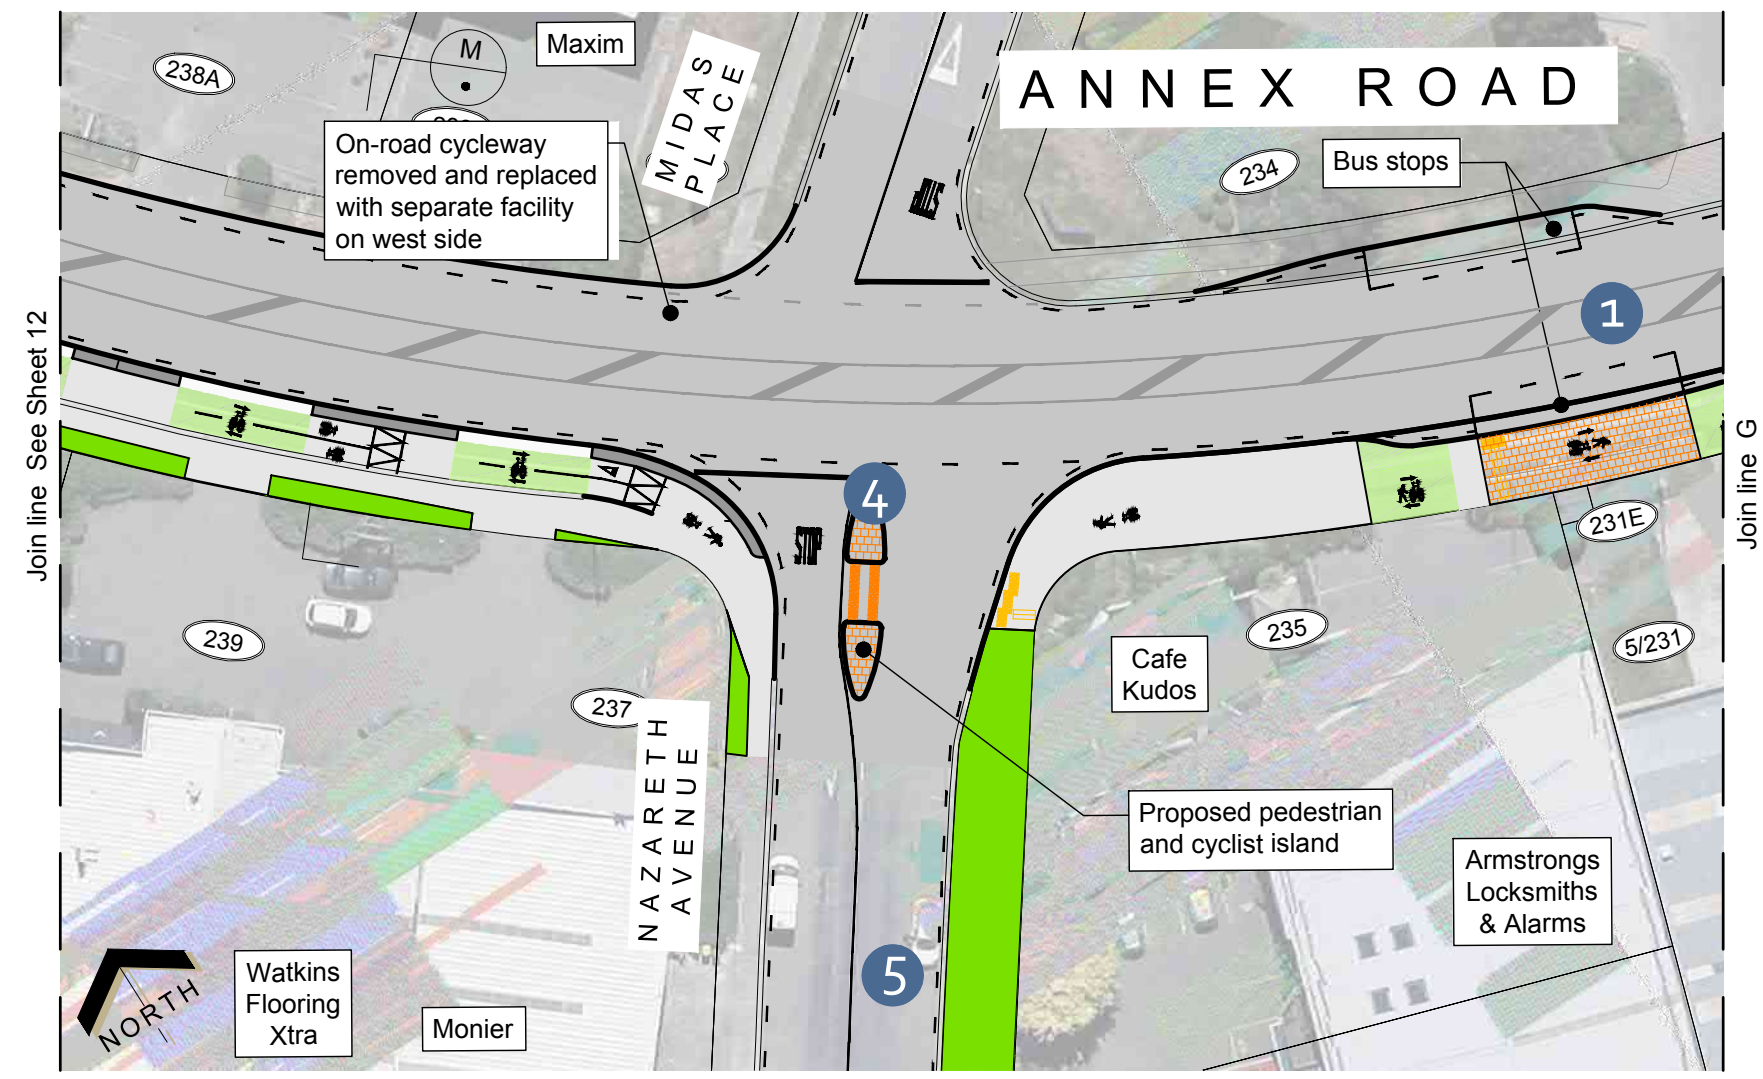 238A
M
Maxim
MIDAS
PLACE
ANNEX ROAD
On-road cycleway
removed and replaced
with separate facility
on west side
234
Bus stops
1
Join line See Sheet 12
Join line G
4
231E
239
237
235
5/231
Cafe
Kudos
NAZARETH
AVENUE
Proposed pedestrian
and cyclist island
Armstrongs
Locksmiths
& Alarms
5
NORTH
Watkins
Flooring
Xtra
Monier